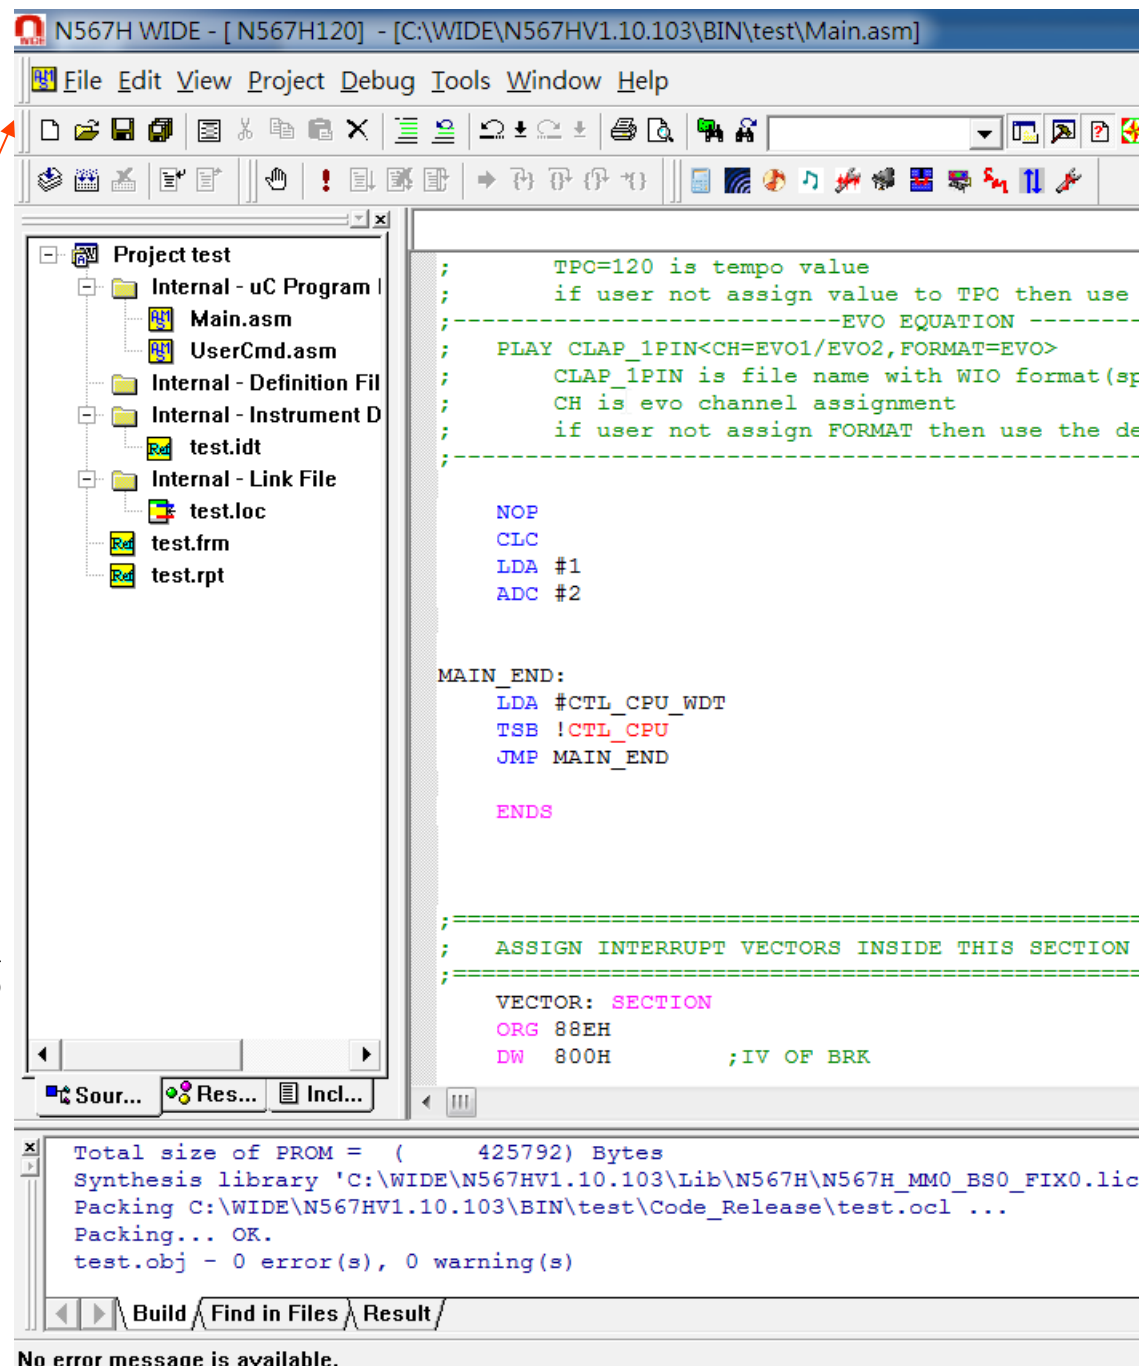 N567H WIDE - [ N567H120] - [C:\WIDE\N567HV1.10.103\BIN\test\Main.asm]
File Edit View Project Debug Tools Window Help
Project test
Internal - uC Program
Main.asm
UserCmd.asm
Internal - Definition Fil
Internal - Instrument D
test.idt
Internal - Link File
test.loc
test.frm
test.rpt
Sour... Res... Incl...
; TPO=120 is tempo value
; if user not assign value to TPO then use
;---------------------------EVO EQUATION --------
; PLAY CLAP_1PIN<CH=EVO1/EVO2,FORMAT=EVO>
; CLAP_1PIN is file name with WIO format(sp
; CH is evo channel assignment
; if user not assign FORMAT then use the de
;------------------------------------------------
NOP
CLC
LDA #1
ADC #2
MAIN_END:
LDA #CTL_CPU_WDT
TSB !CTL_CPU
JMP MAIN_END
ENDS
;================================================
; ASSIGN INTERRUPT VECTORS INSIDE THIS SECTION
;================================================
VECTOR: SECTION
ORG 88EH
DW 800H ;IV OF BRK
Total size of PROM = ( 425792) Bytes
Synthesis library 'C:\WIDE\N567HV1.10.103\Lib\N567H\N567H_MM0_BS0_FIX0.lic
Packing C:\WIDE\N567HV1.10.103\BIN\test\Code_Release\test.ocl ...
Packing... OK.
test.obj - 0 error(s), 0 warning(s)
Build Find in Files Result
No error message is available.